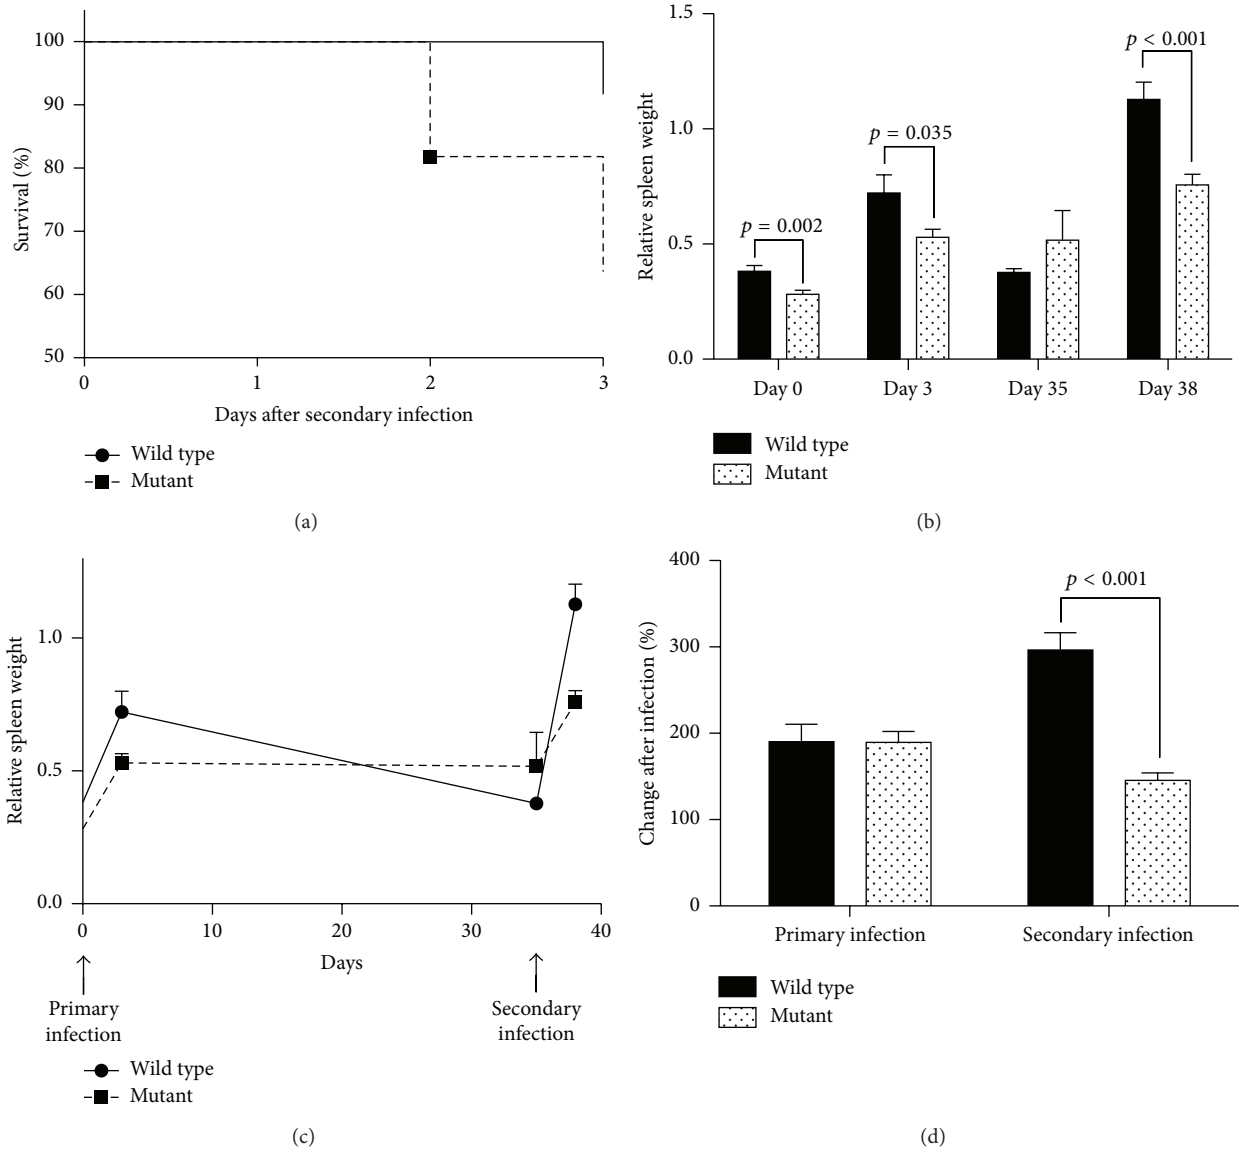 100
90
80
70
60
50
Survival (%)
0 1 2 3
Days after secondary infection
Wild type
Mutant
(a)
1.5
1.0
0.5
0.0
Relative spleen weight
p = 0.002
p = 0.035
p < 0.001
Day 0 Day 3 Day 35 Day 38
Wild type
Mutant
(b)
1.0
0.5
0.0
Relative spleen weight
0 10 20 30 40
Days
Primary
infection
Secondary
infection
Wild type
Mutant
(c)
400
300
200
100
0
Change after infection (%)
p < 0.001
Primary infection Secondary infection
Wild type
Mutant
(d)